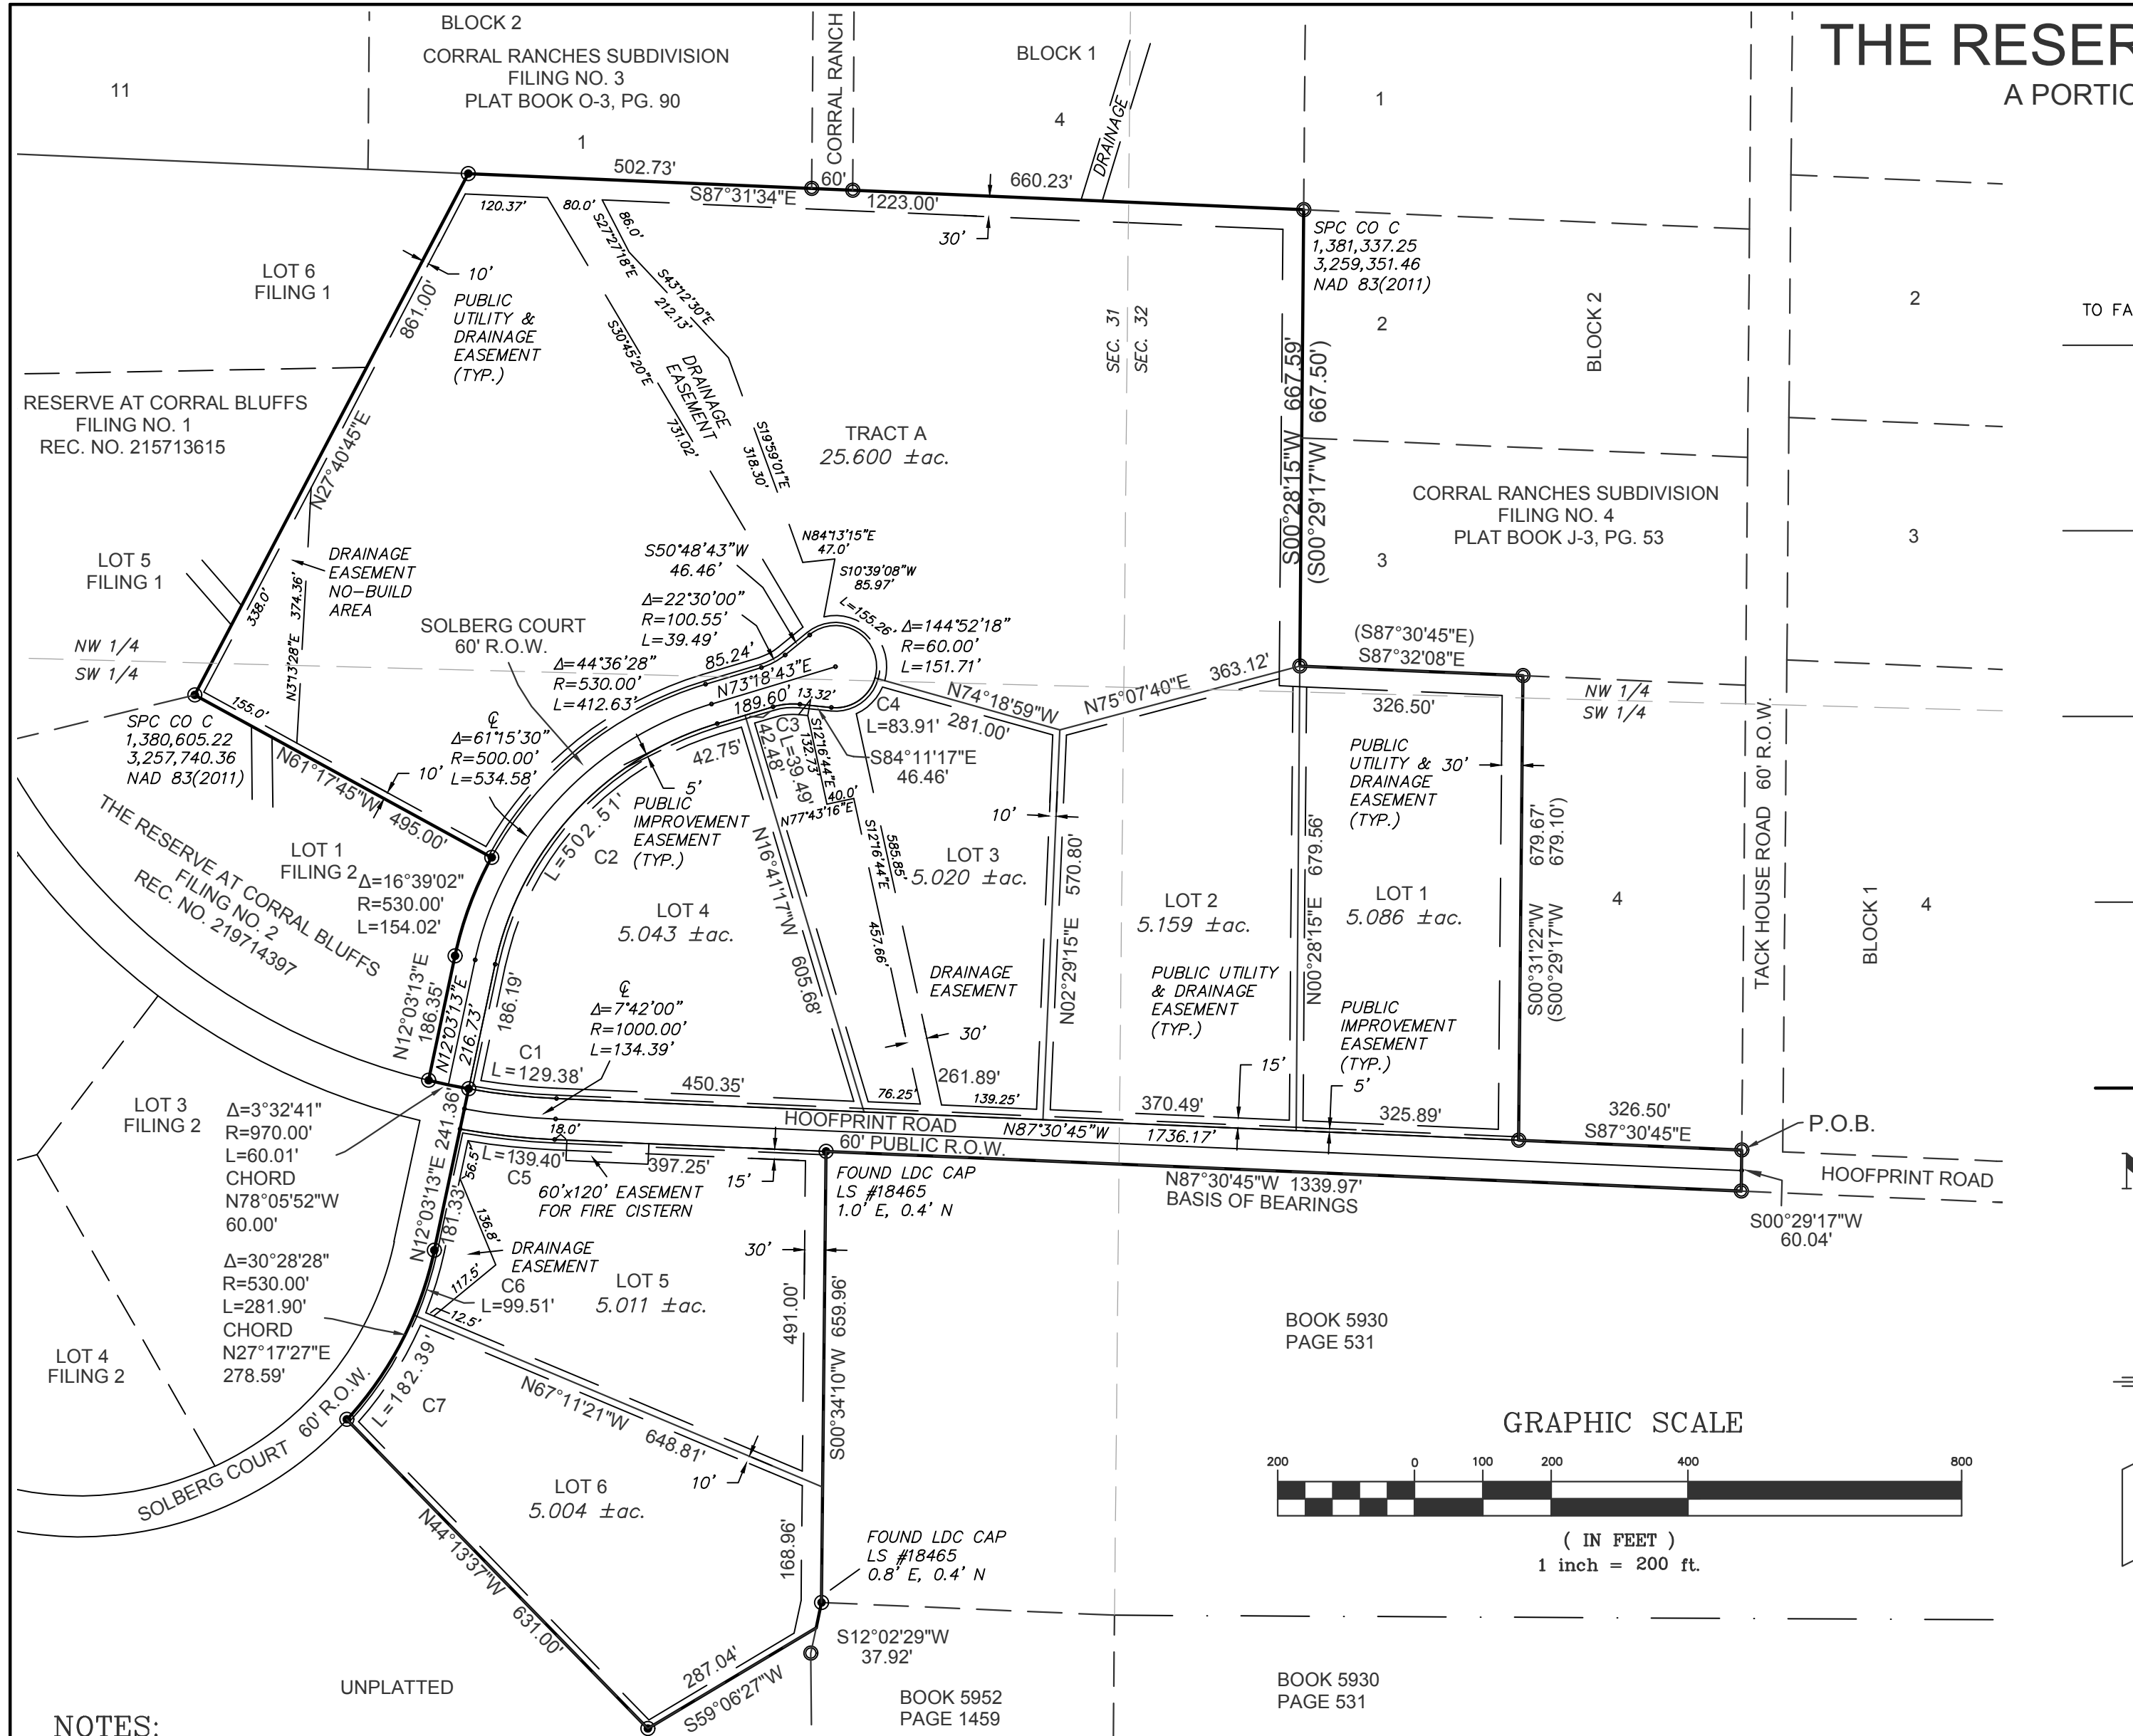 THE RESER
A PORTIO
BLOCK 2
CORRAL RANCHES SUBDIVISION
FILING NO. 3
PLAT BOOK O-3, PG. 90
11
1
CORRAL RANCH
BLOCK 1
4
DRAINAGE
1
502.73'
60'
660.23'
S87°31'34"E
1223.00'
30'
120.37'
80.0'
86.0'
S27°27'18"E
S43°12'30"E
212.13'
S30°45'20"E
731.02'
DRAINAGE
EASEMENT
S19°59'01"E
318.30'
SPC CO C
1,381,337.25
3,259,351.46
NAD 83(2011)
LOT 6
FILING 1
10'
861.00'
N27°40'45"E
PUBLIC
UTILITY &
DRAINAGE
EASEMENT
(TYP.)
SEC. 31
SEC. 32
S00°28'15"W 667.59'
(S00°29'17"W 667.50')
2
BLOCK 2
2
TO FA
RESERVE AT CORRAL BLUFFS
FILING NO. 1
REC. NO. 215713615
TRACT A
25.600 ±ac.
CORRAL RANCHES SUBDIVISION
FILING NO. 4
PLAT BOOK J-3, PG. 53
3
3
LOT 5
FILING 1
338.0'
N3°13'28"E 374.36'
DRAINAGE
EASEMENT
NO-BUILD
AREA
S50°48'43"W
46.46'
N84°13'15"E
47.0'
S10°39'08"W
85.97'
L=155.26'
Δ=22°30'00"
R=100.55'
L=39.49'
Δ=144°52'18"
R=60.00'
L=151.71'
SOLBERG COURT
60' R.O.W.
NW 1/4
SW 1/4
Δ=44°36'28"
R=530.00'
L=412.63'
85.24'
N73°18'43"E
189.60'
13.32'
C3
L=39.49'
42.48'
42.75'
S12°16'44"E
132.73'
C4
L=83.91'
S84°11'17"E
46.46'
N74°18'59"W
281.00'
N75°07'40"E 363.12'
(S87°30'45"E)
S87°32'08"E
326.50'
NW 1/4
SW 1/4
155.0'
SPC CO C
1,380,605.22
3,257,740.36
NAD 83(2011)
N61°17'45"W 495.00'
10'
℄
Δ=61°15'30"
R=500.00'
L=534.58'
5'
PUBLIC
IMPROVEMENT
EASEMENT
(TYP.)
L=502.51'
C2
40.0'
N77°43'16"E
S12°16'44"E
585.85'
457.66'
10'
PUBLIC
UTILITY & 30'
DRAINAGE
EASEMENT
(TYP.)
TACK HOUSE ROAD 60' R.O.W.
THE RESERVE AT CORRAL BLUFFS
FILING NO. 2
REC. NO. 219714397
LOT 1
FILING 2
Δ=16°39'02"
R=530.00'
L=154.02'
LOT 4
5.043 ±ac.
N16°41'17"W 605.68'
LOT 3
5.020 ±ac.
N02°29'15"E 570.80'
LOT 2
5.159 ±ac.
N00°28'15"E 679.56'
LOT 1
5.086 ±ac.
S00°31'22"W 679.67'
(S00°29'17"W 679.10')
4
BLOCK 1
4
N12°03'13"E
186.35'
N12°03'13"E
216.73'
186.19'
℄
Δ=7°42'00"
R=1000.00'
L=134.39'
C1
L=129.38'
450.35'
DRAINAGE
EASEMENT
30'
76.25'
261.89'
139.25'
PUBLIC UTILITY
& DRAINAGE
EASEMENT
(TYP.)
PUBLIC
IMPROVEMENT
EASEMENT
(TYP.)
15'
5'
370.49'
325.89'
326.50'
S87°30'45"E
P.O.B.
HOOFPRINT ROAD
60' PUBLIC R.O.W.
N87°30'45"W 1736.17'
N87°30'45"W 1339.97'
BASIS OF BEARINGS
HOOFPRINT ROAD
S00°29'17"W
60.04'
LOT 3
FILING 2
Δ=3°32'41"
R=970.00'
L=60.01'
CHORD
N78°05'52"W
60.00'
N12°03'13"E 241.36'
181.33'
18.0'
L=139.40'
C5
56.5'
397.25'
15'
60'x120' EASEMENT
FOR FIRE CISTERN
FOUND LDC CAP
LS #18465
1.0' E, 0.4' N
136.8'
DRAINAGE
EASEMENT
117.5'
12.5'
C6
L=99.51'
30'
LOT 5
5.011 ±ac.
491.00'
S00°34'10"W 659.96'
BOOK 5930
PAGE 531
Δ=30°28'28"
R=530.00'
L=281.90'
CHORD
N27°17'27"E
278.59'
LOT 4
FILING 2
SOLBERG COURT 60' R.O.W.
L=182.39'
C7
N67°11'21"W 648.81'
10'
LOT 6
5.004 ±ac.
168.96'
N44°13'37"W 631.00'
FOUND LDC CAP
LS #18465
0.8' E, 0.4' N
GRAPHIC SCALE
200 0 100 200 400 800
( IN FEET )
1 inch = 200 ft.
S12°02'29"W
37.92'
287.04'
S59°06'27"W
UNPLATTED
BOOK 5952
PAGE 1459
BOOK 5930
PAGE 531
NOTES: